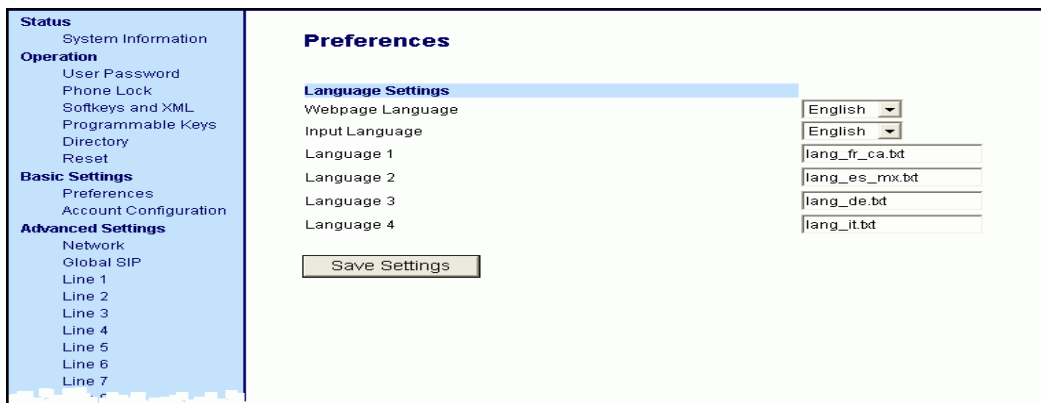 Status
System Information
Operation
User Password
Phone Lock
Softkeys and XML
Programmable Keys
Directory
Reset
Basic Settings
Preferences
Account Configuration
Advanced Settings
Network
Global SIP
Line 1
Line 2
Line 3
Line 4
Line 5
Line 6
Line 7
Preferences
Language Settings
Webpage Language English
Input Language English
Language 1 lang_fr_ca.txt
Language 2 lang_es_mx.txt
Language 3 lang_de.txt
Language 4 lang_it.txt
Save Settings